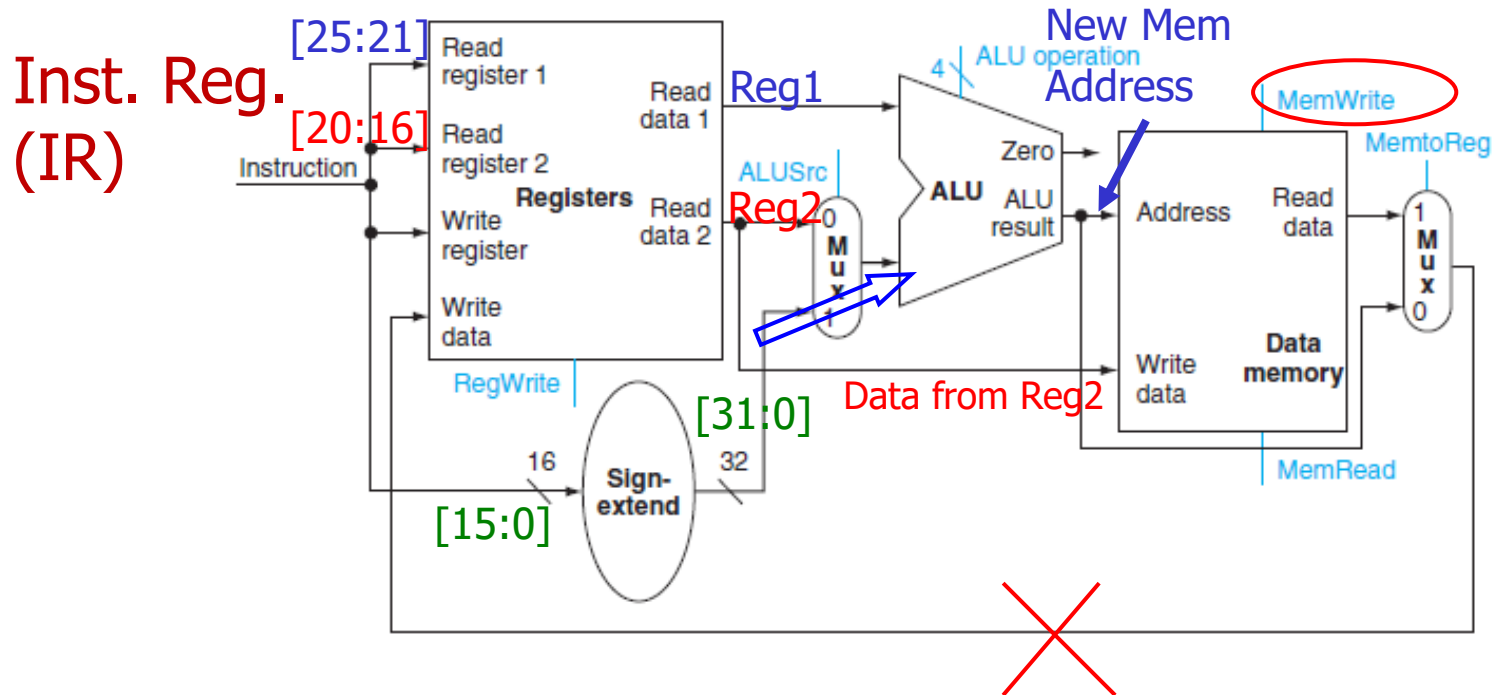 Inst. Reg.
(IR)
Instruction
[25:21]
[20:16]
Read
register 1
Read
register 2
Registers
Write
register
Write
data
Read
data 1
Read
data 2
RegWrite
Reg1
Reg2
ALUSrc
0
M
u
x
1
16
Sign-
extend
32
[15:0]
[31:0]
4
ALU operation
Zero
ALU
ALU
result
New Mem
Address
MemWrite
MemtoReg
Address
Read
data
Write
data
Data
memory
Data from Reg2
MemRead
1
M
u
x
0